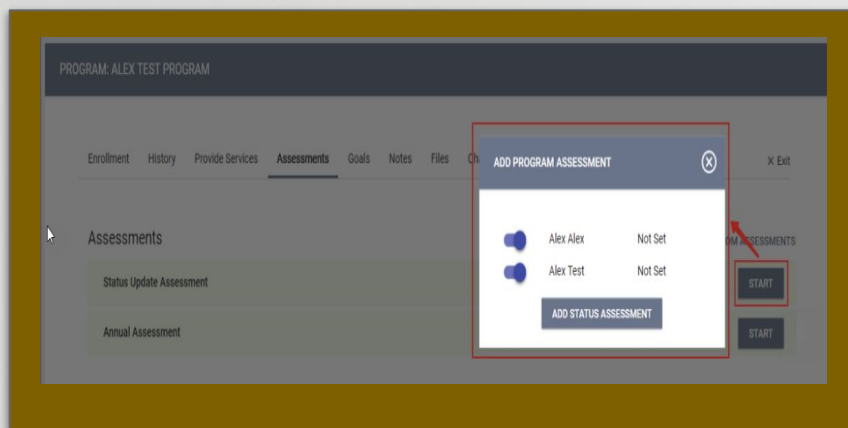 PROGRAM: ALEX TEST PROGRAM
Enrollment History Provide Services Assessments Goals Notes Files
× Exit
ADD PROGRAM ASSESSMENT
Alex Alex Not Set
Alex Test Not Set
ADD STATUS ASSESSMENT
Assessments
ASSESSMENTS
Status Update Assessment START
Annual Assessment START